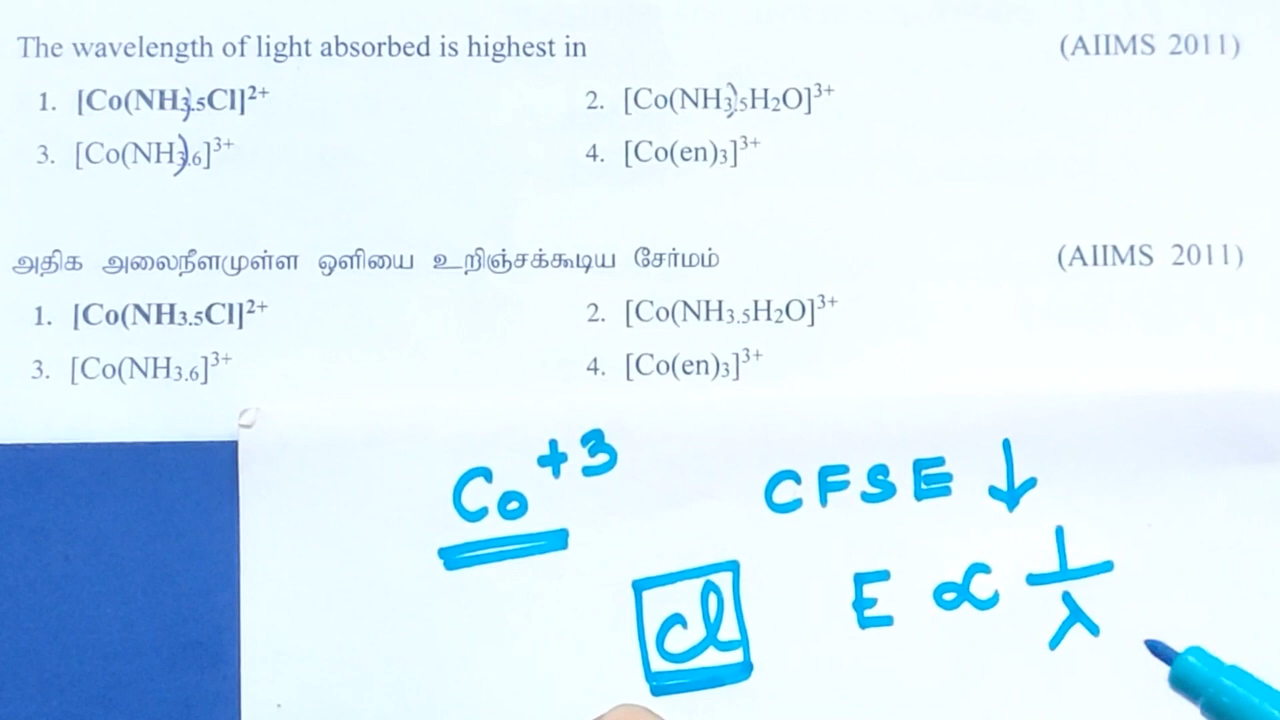 The wavelength of light absorbed is highest in (AIIMS 2011)
1. [Co(NH₃).₅Cl]²⁺ 2. [Co(NH₃).₅H₂O]³⁺
3. [Co(NH₃).₆]³⁺ 4. [Co(en)₃]³⁺
அதிக அலைநீளமுள்ள ஒளியை உறிஞ்சக்கூடிய சேர்மம் (AIIMS 2011)
1. [Co(NH₃.₅Cl]²⁺ 2. [Co(NH₃.₅H₂O]³⁺
3. [Co(NH₃.₆]³⁺ 4. [Co(en)₃]³⁺
Co⁺³ CFSE ↓
Cl E ∝ 1/λ